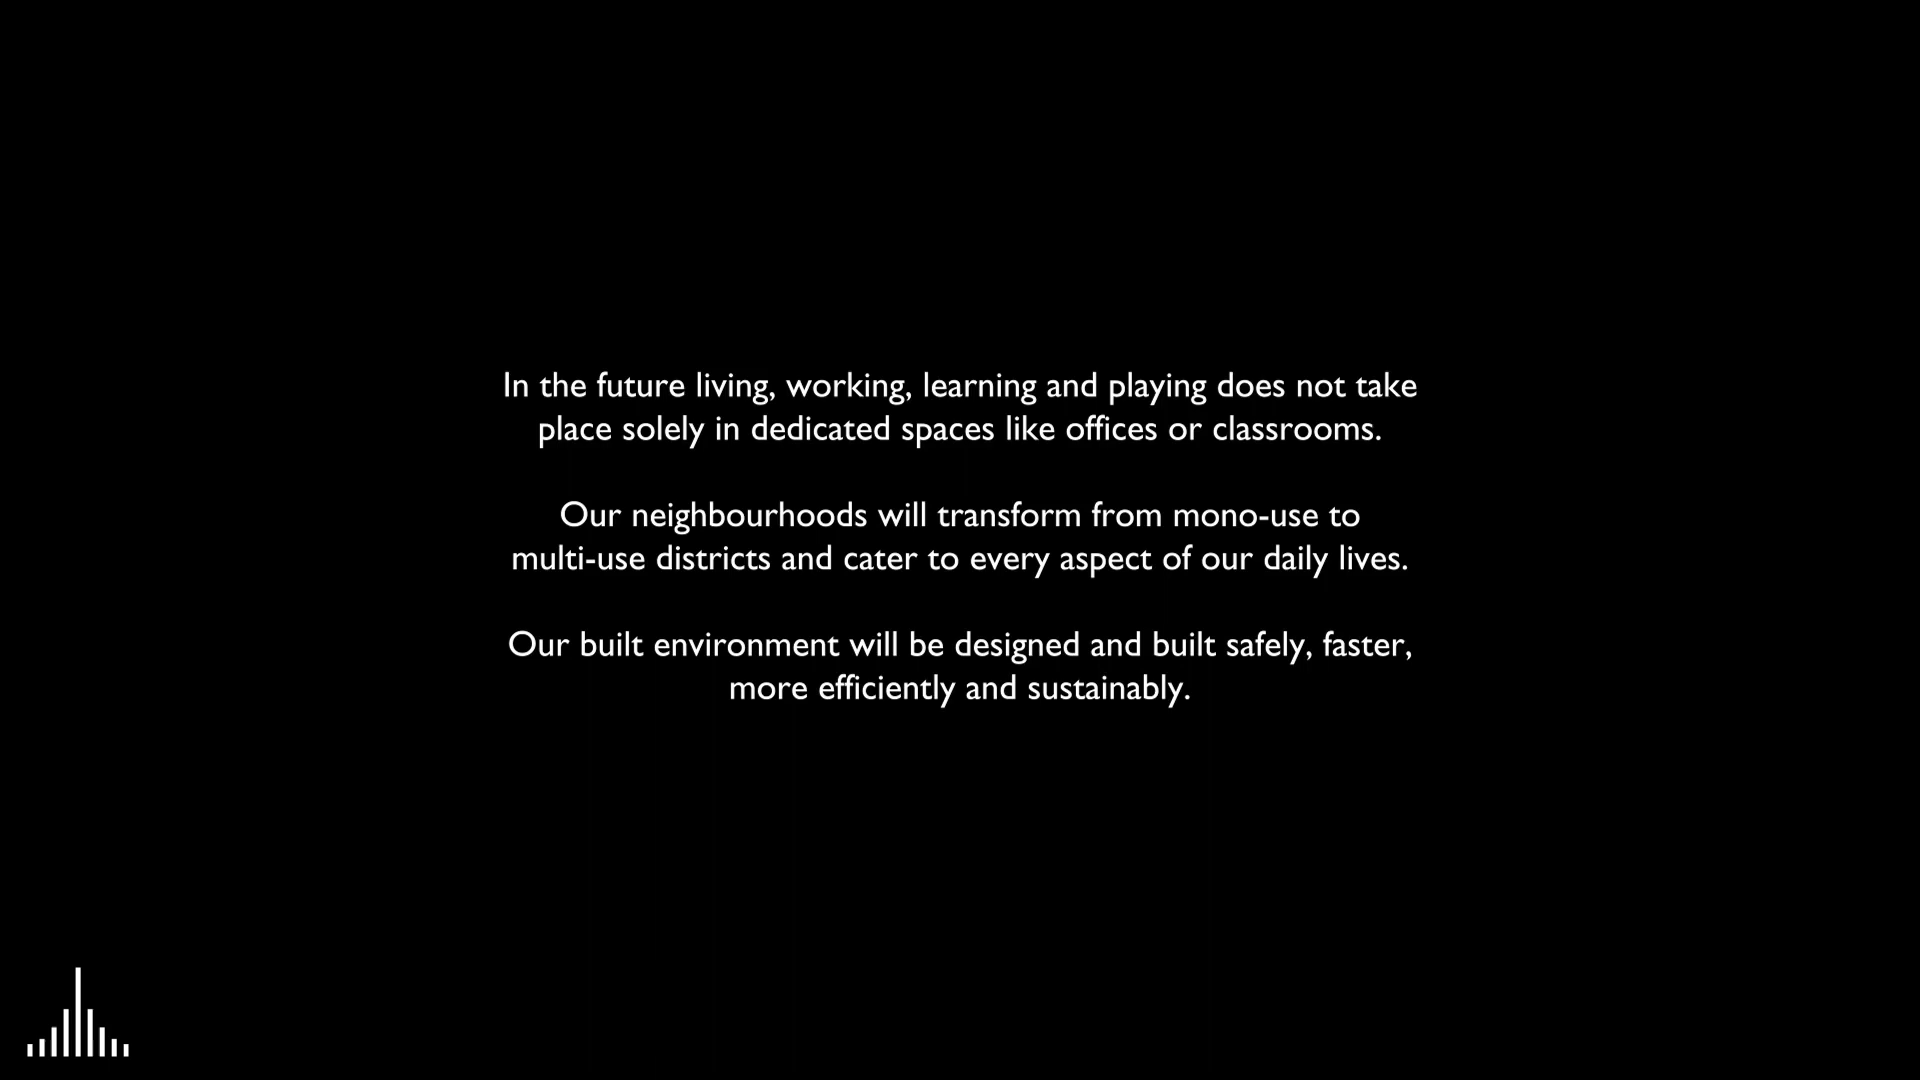 In the future living, working, learning and playing does not take
place solely in dedicated spaces like offices or classrooms.
Our neighbourhoods will transform from mono-use to
multi-use districts and cater to every aspect of our daily lives.
Our built environment will be designed and built safely, faster,
more efficiently and sustainably.